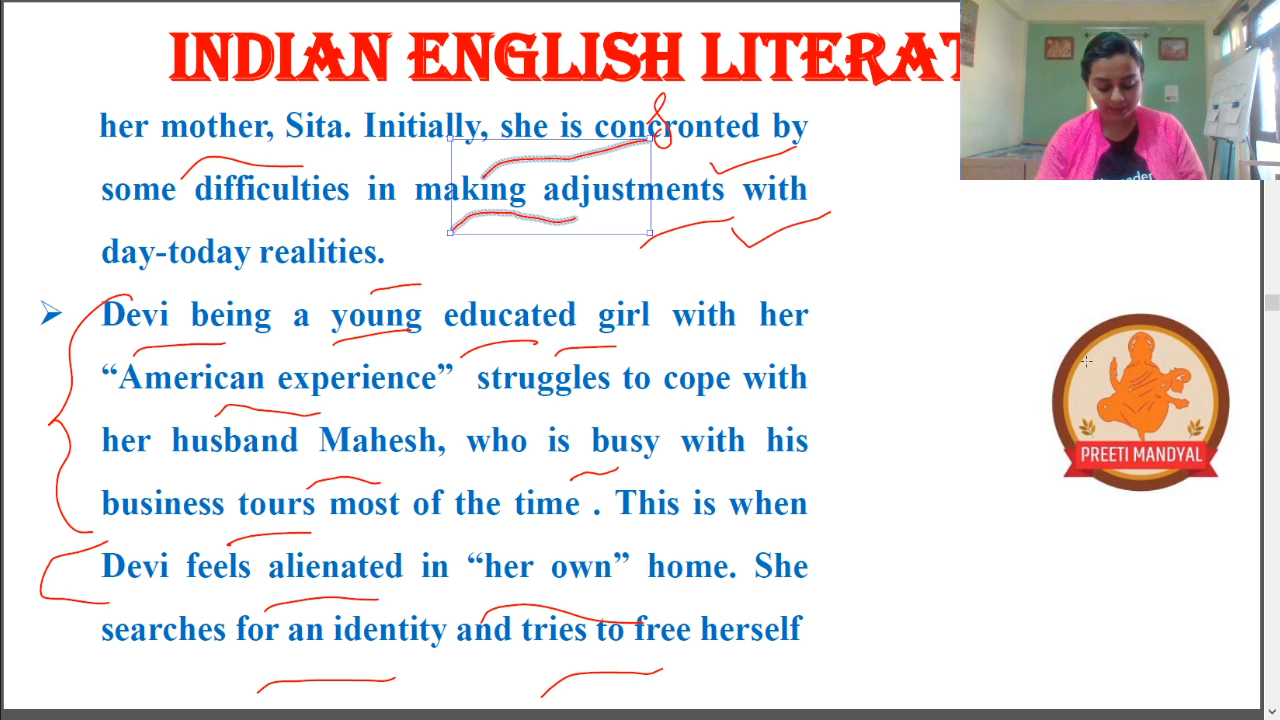 INDIAN ENGLISH LITERAT
her mother, Sita. Initially, she is concronted by
some difficulties in making adjustments with
day-today realities.
Devi being a young educated girl with her
“American experience” struggles to cope with
her husband Mahesh, who is busy with his
business tours most of the time . This is when
Devi feels alienated in “her own” home. She
searches for an identity and tries to free herself
PREETI MANDYAL